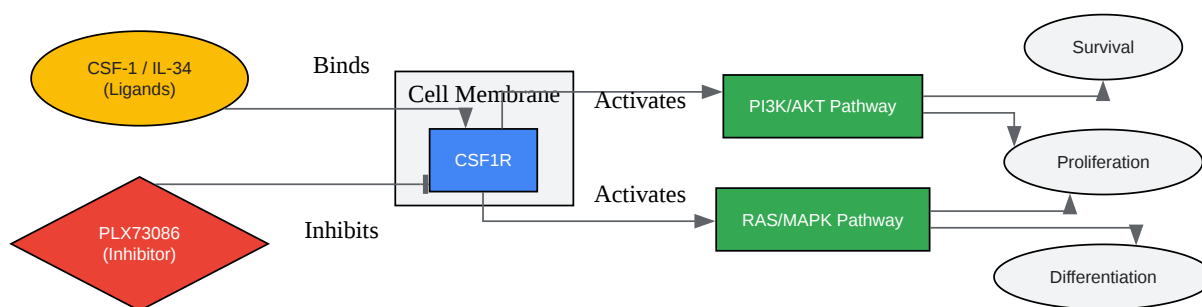 CSF-1 / IL-34
(Ligands)
Binds
Cell Membrane
CSF1R
Activates
PI3K/AKT Pathway
Survival
Proliferation
PLX73086
(Inhibitor)
Inhibits
Activates
RAS/MAPK Pathway
Differentiation